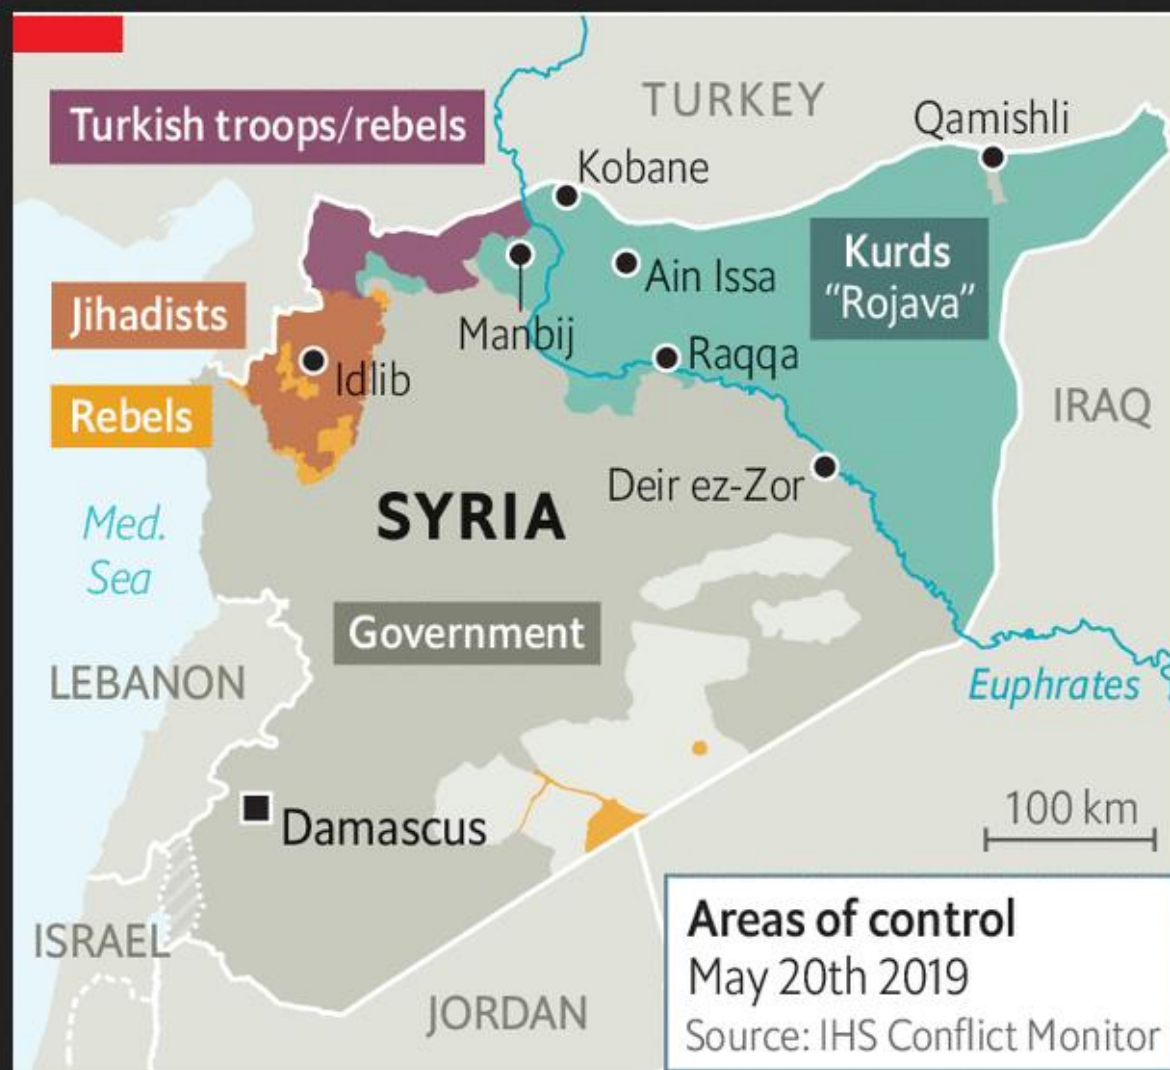 TURKEY
Qamishli
Turkish troops/rebels
Kobane
Kurds
“Rojava”
Ain Issa
Jihadists
Manbij
Raqqa
Idlib
Rebels
IRAQ
Deir ez-Zor
SYRIA
Med.
Sea
Government
LEBANON
Euphrates
100 km
Damascus
Areas of control
May 20th 2019
Source: IHS Conflict Monitor
ISRAEL
JORDAN